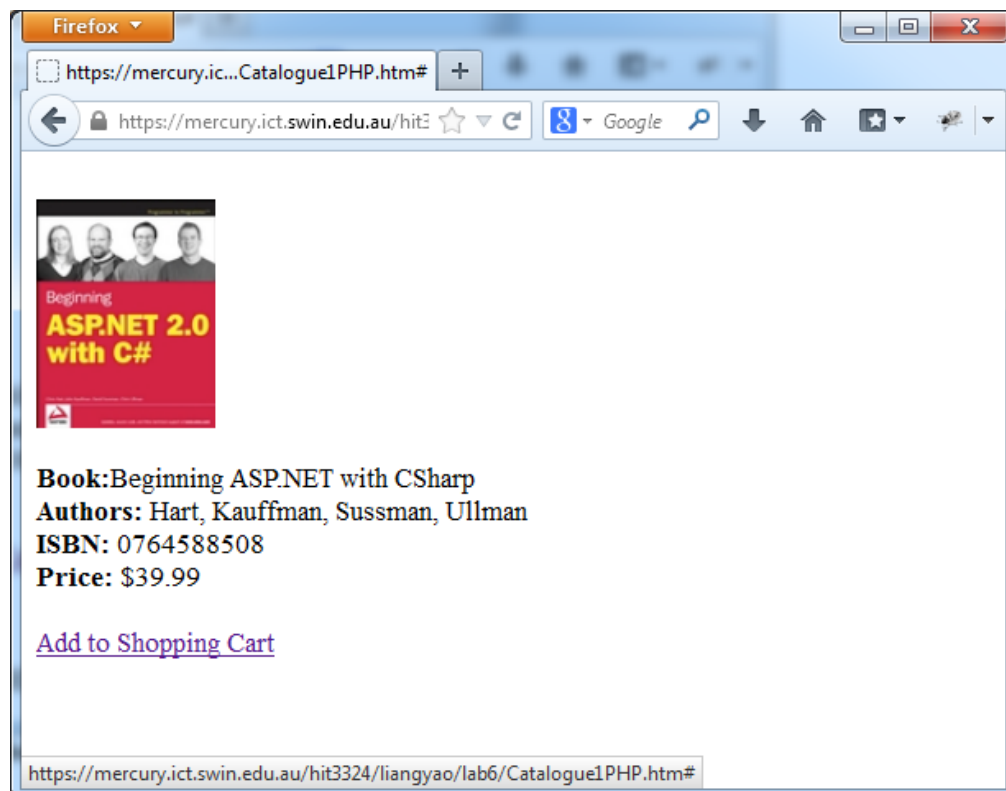 Firefox
https://mercury.ic...Catalogue1PHP.htm#
https://mercury.ict.swin.edu.au/hit3
Google
Beginning
ASP.NET 2.0
with C#
Book:Beginning ASP.NET with CSharp
Authors: Hart, Kauffman, Sussman, Ullman
ISBN: 0764588508
Price: $39.99
Add to Shopping Cart
https://mercury.ict.swin.edu.au/hit3324/liangyao/lab6/Catalogue1PHP.htm#